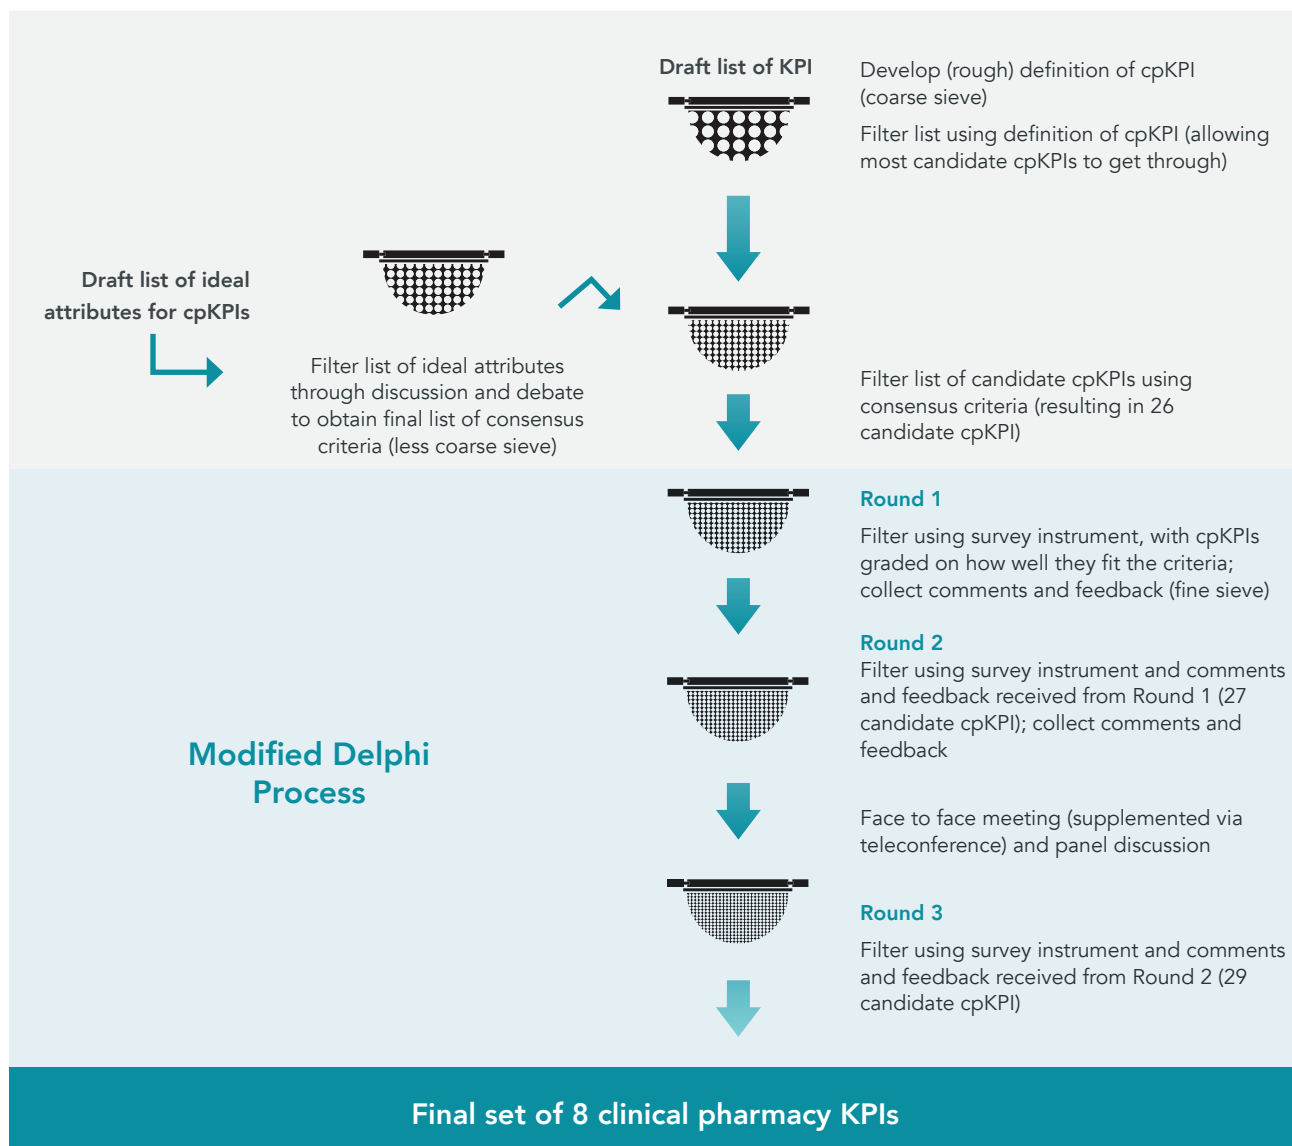 Draft list of KPI
Develop (rough) definition of cpKPI
(coarse sieve)
Filter list using definition of cpKPI (allowing
most candidate cpKPIs to get through)
Draft list of ideal
attributes for cpKPIs
Filter list of ideal attributes
through discussion and debate
to obtain final list of consensus
criteria (less coarse sieve)
Filter list of candidate cpKPIs using
consensus criteria (resulting in 26
candidate cpKPI)
Modified Delphi
Process
Round 1
Filter using survey instrument, with cpKPIs
graded on how well they fit the criteria;
collect comments and feedback (fine sieve)
Round 2
Filter using survey instrument and comments
and feedback received from Round 1 (27
candidate cpKPI); collect comments and
feedback
Face to face meeting (supplemented via
teleconference) and panel discussion
Round 3
Filter using survey instrument and comments
and feedback received from Round 2 (29
candidate cpKPI)
Final set of 8 clinical pharmacy KPIs